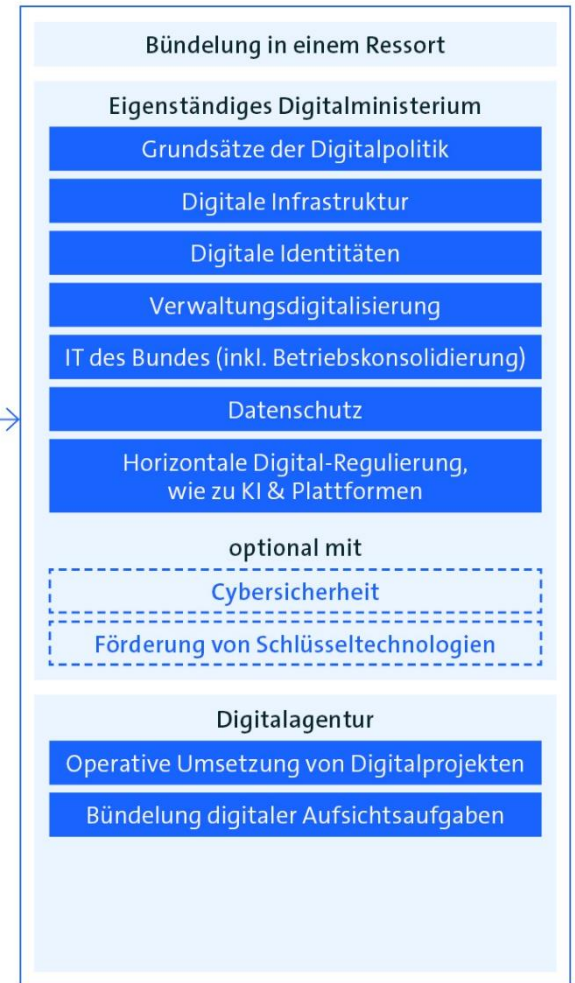 Bündelung in einem Ressort
Eigenständiges Digitalministerium
Grundsätze der Digitalpolitik
Digitale Infrastruktur
Digitale Identitäten
Verwaltungsdigitalisierung
IT des Bundes (inkl. Betriebskonsolidierung)
Datenschutz
Horizontale Digital-Regulierung,
wie zu KI & Plattformen
optional mit
Cybersicherheit
Förderung von Schlüsseltechnologien
Digitalagentur
Operative Umsetzung von Digitalprojekten
Bündelung digitaler Aufsichtsaufgaben